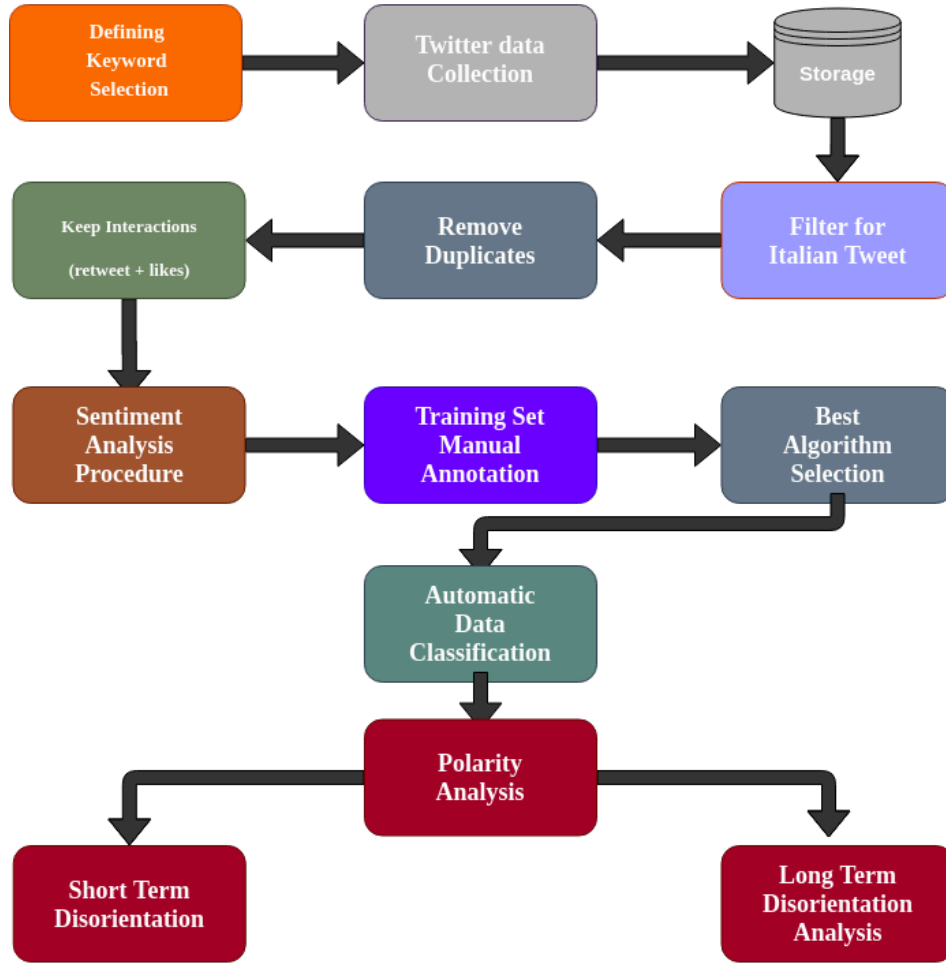 Defining
Keyword
Selection
Twitter data
Collection
Storage
Keep Interactions
(retweet + likes)
Remove
Duplicates
Filter for
Italian Tweet
Sentiment
Analysis
Procedure
Training Set
Manual
Annotation
Best
Algorithm
Selection
Automatic
Data
Classification
Polarity
Analysis
Short Term
Disorientation
Long Term
Disorientation
Analysis